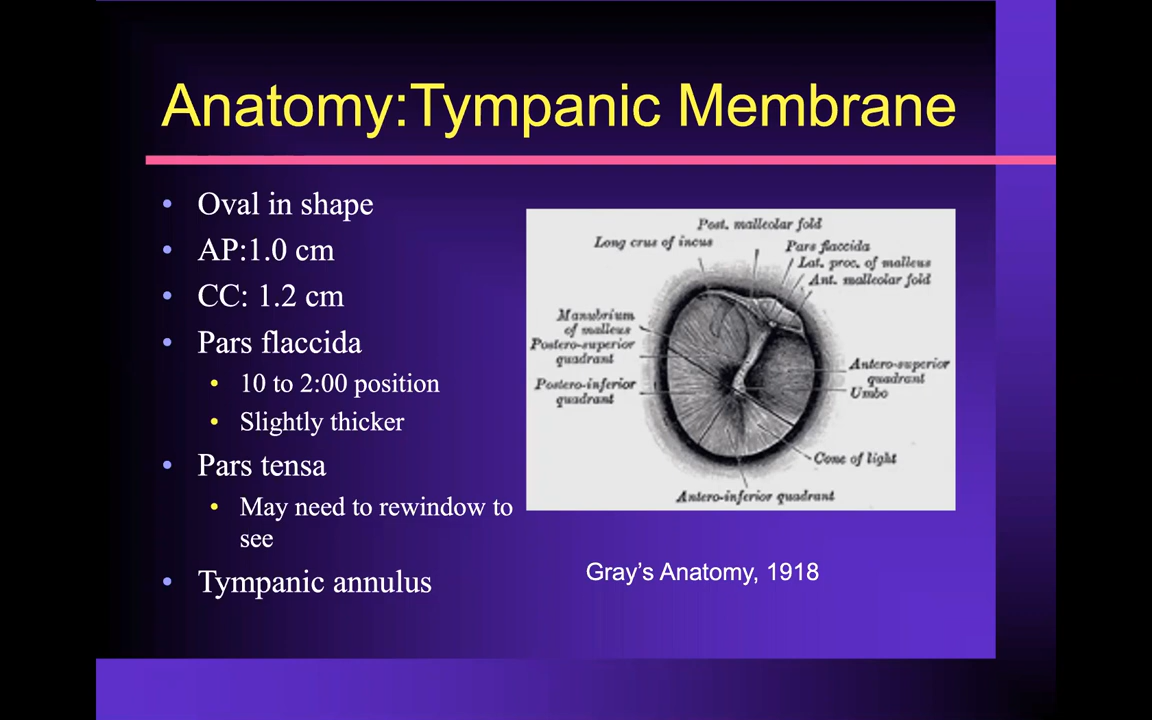 Anatomy:Tympanic Membrane
• Oval in shape
• AP:1.0 cm
• CC: 1.2 cm
• Pars flaccida
• 10 to 2:00 position
• Slightly thicker
• Pars tensa
• May need to rewindow to
see
• Tympanic annulus
Post. malleolar fold
Long crus of incus
Pars flaccida
Lat. proc. of malleus
Ant. malleolar fold
Manubrium
of malleus
Postero-superior
quadrant
Postero-inferior
quadrant
Antero-superior
quadrant
Umbo
Cone of light
Antero-inferior quadrant
Gray's Anatomy, 1918